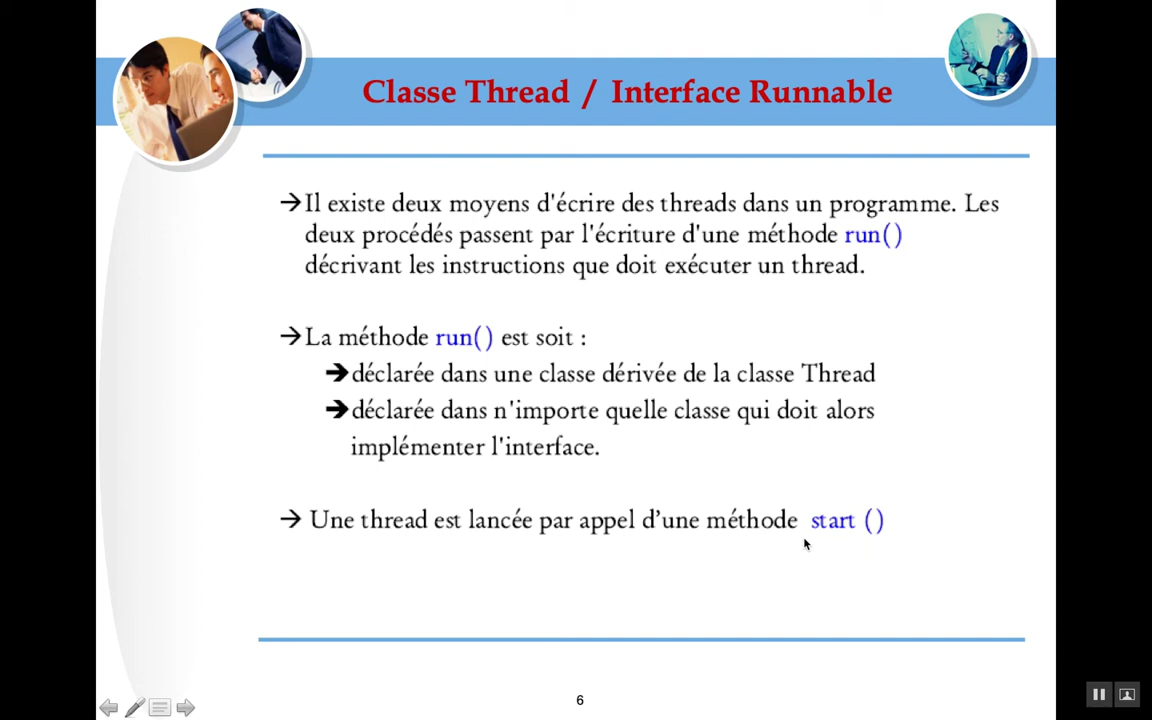 Classe Thread / Interface Runnable
→Il existe deux moyens d'écrire des threads dans un programme. Les
deux procédés passent par l'écriture d'une méthode run()
décrivant les instructions que doit exécuter un thread.
→La méthode run() est soit :
→déclarée dans une classe dérivée de la classe Thread
→déclarée dans n'importe quelle classe qui doit alors
implémenter l'interface.
→ Une thread est lancée par appel d’une méthode start ()
6